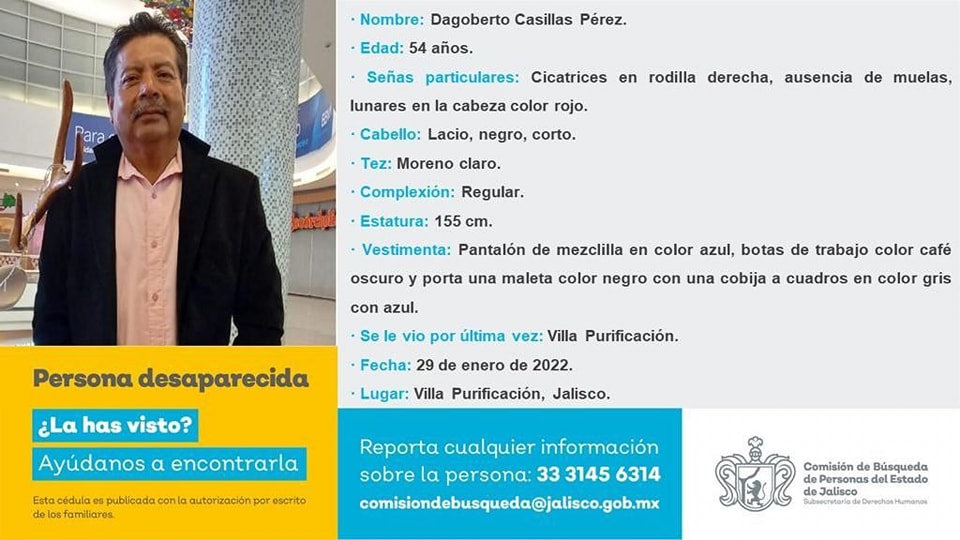 · Nombre: Dagoberto Casillas Pérez.
· Edad: 54 años.
· Señas particulares: Cicatrices en rodilla derecha, ausencia de muelas,
lunares en la cabeza color rojo.
· Cabello: Lacio, negro, corto.
· Tez: Moreno claro.
· Complexión: Regular.
· Estatura: 155 cm.
· Vestimenta: Pantalón de mezclilla en color azul, botas de trabajo color café
oscuro y porta una maleta color negro con una cobija a cuadros en color gris
con azul.
· Se le vio por última vez: Villa Purificación.
· Fecha: 29 de enero de 2022.
· Lugar: Villa Purificación, Jalisco.
Para
BBVA
Persona desaparecida
¿La has visto?
Ayúdanos a encontrarla
Esta cédula es publicada con la autorización por escrito
de los familiares.
Reporta cualquier información
sobre la persona: 33 3145 6314
comisiondebusqueda@jalisco.gob.mx
Comisión de Búsqueda
de Personas del Estado
de Jalisco
Subsecretaría de Derechos Humanos